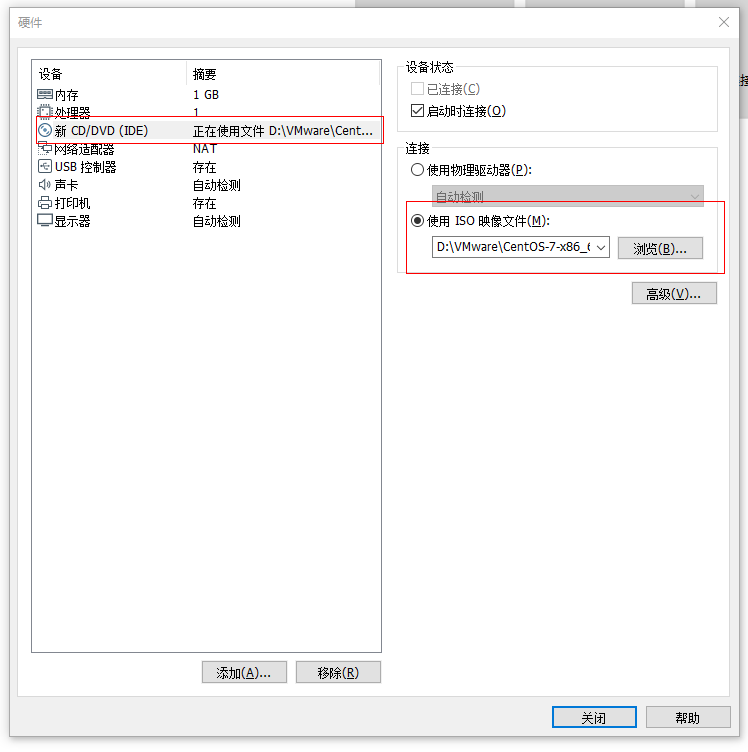 硬件
设备 摘要
内存 1 GB
处理器 1
新 CD/DVD (IDE) 正在使用文件 D:\VMware\Cent...
网络适配器 NAT
USB 控制器 存在
声卡 自动检测
打印机 存在
显示器 自动检测
添加(A)... 移除(R)
设备状态
已连接(C)
启动时连接(O)
连接
使用物理驱动器(P):
自动检测
使用 ISO 映像文件(M):
D:\VMware\CentOS-7-x86_6 浏览(B)...
高级(V)...
关闭 帮助